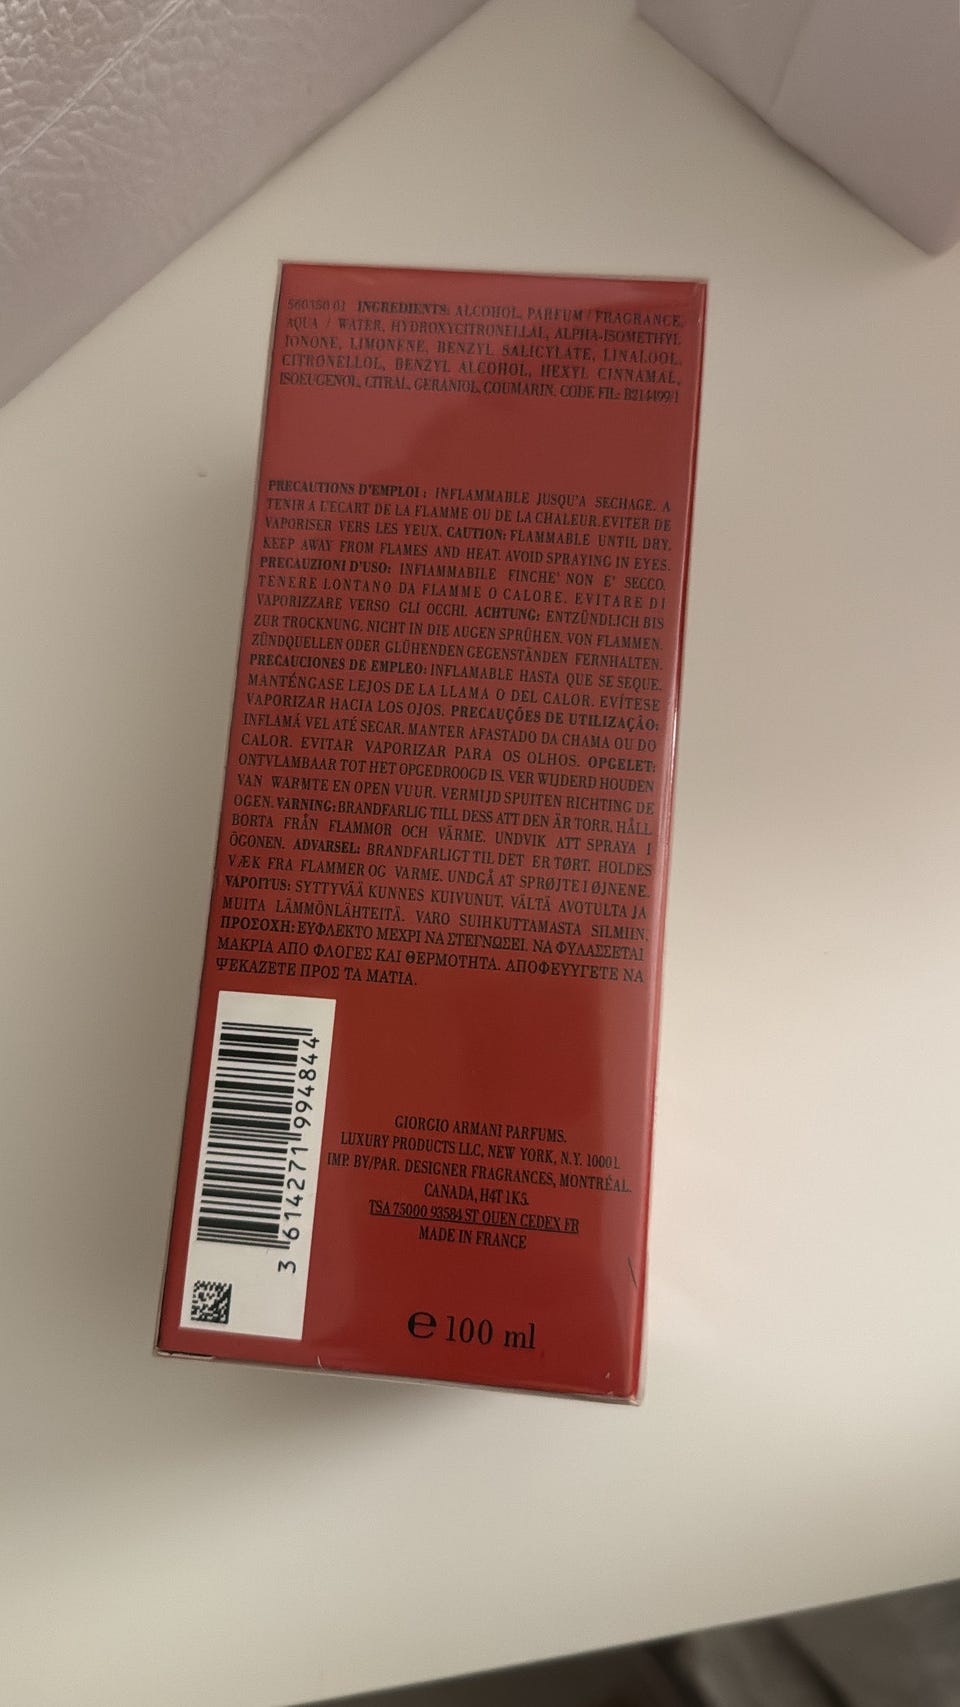 560180 01 INGREDIENTS: ALCOHOL, PARFUM / FRAGRANCE,
AQUA / WATER, HYDROXYCITRONELLAL, ALPHA-ISOMETHYL
IONONE, LIMONENE, BENZYL SALICYLATE, LINALOOL,
CITRONELLOL, BENZYL ALCOHOL, HEXYL CINNAMAL,
ISOEUGENOL, CITRAL, GERANIOL, COUMARIN. CODE FIL: B214499/1
PRECAUTIONS D'EMPLOI : INFLAMMABLE JUSQU'A SECHAGE. A
TENIR A L'ECART DE LA FLAMME OU DE LA CHALEUR. EVITER DE
VAPORISER VERS LES YEUX. CAUTION: FLAMMABLE UNTIL DRY.
KEEP AWAY FROM FLAMES AND HEAT. AVOID SPRAYING IN EYES.
PRECAUZIONI D'USO: INFIAMMABILE FINCHE' NON E' SECCO.
TENERE LONTANO DA FLAMME O CALORE. EVITARE DI
VAPORIZZARE VERSO GLI OCCHI. ACHTUNG: ENTZÜNDLICH BIS
ZUR TROCKNUNG. NICHT IN DIE AUGEN SPRÜHEN. VON FLAMMEN,
ZÜNDQUELLEN ODER GLÜHENDEN GEGENSTÄNDEN FERNHALTEN.
PRECAUCIONES DE EMPLEO: INFLAMABLE HASTA QUE SE SEQUE.
MANTÉNGASE LEJOS DE LA LLAMA O DEL CALOR. EVÍTESE
VAPORIZAR HACIA LOS OJOS. PRECAUÇÕES DE UTILIZAÇÃO:
INFLAMÁ VEL ATÉ SECAR. MANTER AFASTADO DA CHAMA OU DO
CALOR. EVITAR VAPORIZAR PARA OS OLHOS. OPGELET:
ONTVLAMBAAR TOT HET OPGEDROOGD IS. VER WIJDERD HOUDEN
VAN WARMTE EN OPEN VUUR. VERMIJD SPUITEN RICHTING DE
OGEN. VARNING: BRANDFARLIG TILL DESS ATT DEN ÄR TORR. HÅLL
BORTA FRÅN FLAMMOR OCH VÄRME. UNDVIK ATT SPRAYA I
ÖGONEN. ADVARSEL: BRANDFARLIGT TIL DET ER TØRT. HOLDES
VÆK FRA FLAMMER OG VARME. UNDGÅ AT SPRØJTE I ØJNENE.
VAPOITUS: SYTTYVÄÄ KUNNES KUIVUNUT. VÄLTÄ AVOTULTA JA
MUITA LÄMMÖNLÄHTEITÄ. VARO SUIHKUTTAMASTA SILMIIN.
ΠΡΟΣΟΧΗ: ΕΥΦΛΕΚΤΟ ΜΕΧΡΙ ΝΑ ΣΤΕΓΝΩΣΕΙ. ΝΑ ΦΥΛΑΣΣΕΤΑΙ
ΜΑΚΡΙΑ ΑΠΟ ΦΛΟΓΕΣ ΚΑΙ ΘΕΡΜΟΤΗΤΑ. ΑΠΟΦΕΥΥΓΕΤΕ ΝΑ
ΨΕΚΑΖΕΤΕ ΠΡΟΣ ΤΑ ΜΑΤΙΑ.
3 614271 994844
GIORGIO ARMANI PARFUMS.
LUXURY PRODUCTS LLC, NEW YORK, N.Y. 10001.
IMP. BY/PAR. DESIGNER FRAGRANCES, MONTRÉAL.
CANADA, H4T 1K5.
TSA 75000 93584 ST OUEN CEDEX FR
MADE IN FRANCE
℮ 100 ml